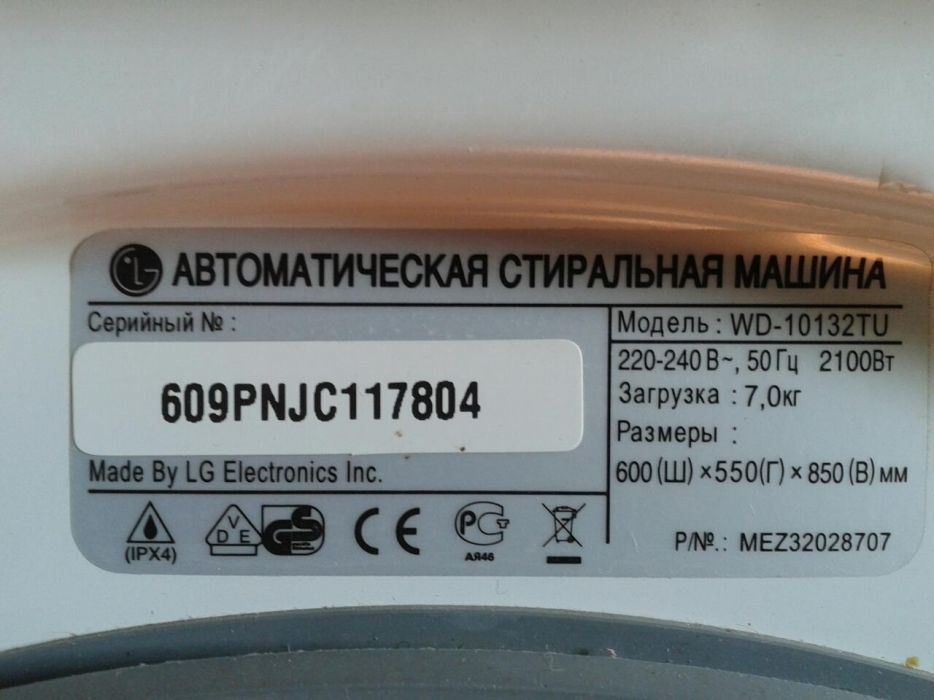 LG АВТОМАТИЧЕСКАЯ СТИРАЛЬНАЯ МАШИНА
Серийный № :
609PNJC117804
Made By LG Electronics Inc.
Модель : WD-10132TU
220-240 В~, 50 Гц 2100Вт
Загрузка : 7,0кг
Размеры :
600 (Ш) ×550(Г) × 850 (В) мм
(IPX4)
VDE
GS
CE
РСТ
АЯ46
P/№.: MEZ32028707